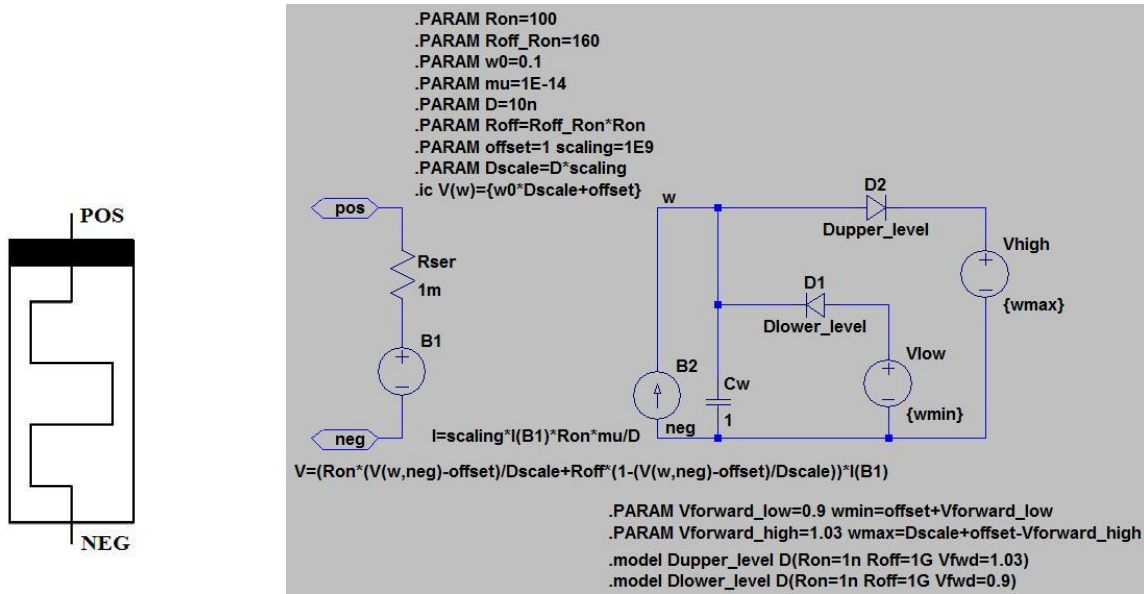 POS
NEG
.PARAM Ron=100
.PARAM Roff_Ron=160
.PARAM w0=0.1
.PARAM mu=1E-14
.PARAM D=10n
.PARAM Roff=Roff_Ron*Ron
.PARAM offset=1 scaling=1E9
.PARAM Dscale=D*scaling
.ic V(w)={w0*Dscale+offset}
pos
Rser
1m
B1
neg
w
D2
Dupper_level
Vhigh
{wmax}
D1
Dlower_level
Vlow
{wmin}
B2
Cw
1
neg
I=scaling*I(B1)*Ron*mu/D
V=(Ron*(V(w,neg)-offset)/Dscale+Roff*(1-(V(w,neg)-offset)/Dscale))*I(B1)
.PARAM Vforward_low=0.9 wmin=offset+Vforward_low
.PARAM Vforward_high=1.03 wmax=Dscale+offset-Vforward_high
.model Dupper_level D(Ron=1n Roff=1G Vfwd=1.03)
.model Dlower_level D(Ron=1n Roff=1G Vfwd=0.9)